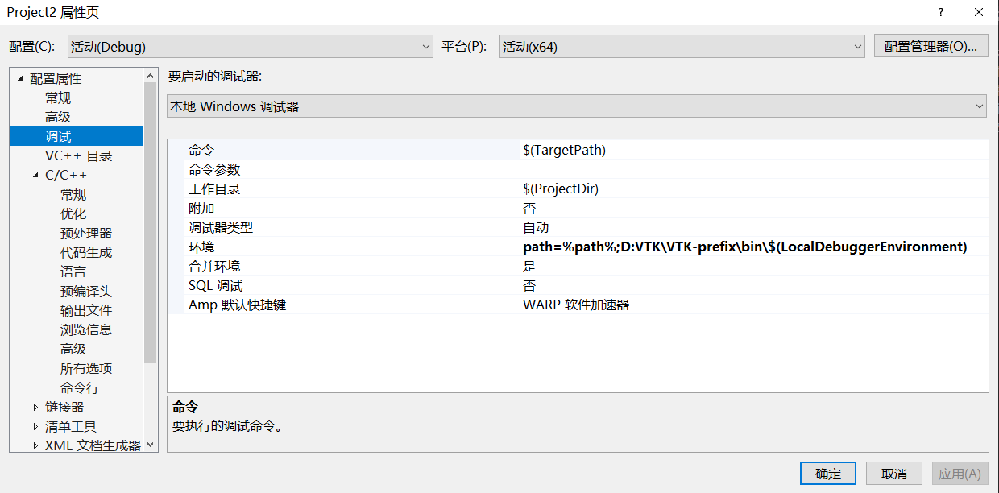 Project2 属性页
?
配置(C): 活动(Debug) 平台(P): 活动(x64) 配置管理器(O)...
配置属性
常规
高级
调试
VC++ 目录
C/C++
常规
优化
预处理器
代码生成
语言
预编译头
输出文件
浏览信息
高级
所有选项
命令行
链接器
清单工具
XML 文档生成器
要启动的调试器:
本地 Windows 调试器
命令 $(TargetPath)
命令参数
工作目录 $(ProjectDir)
附加 否
调试器类型 自动
环境 path=%path%;D:VTK\VTK-prefix\bin\$(LocalDebuggerEnvironment)
合并环境 是
SQL 调试 否
Amp 默认快捷键 WARP 软件加速器
命令
要执行的调试命令。
确定 取消 应用(A)